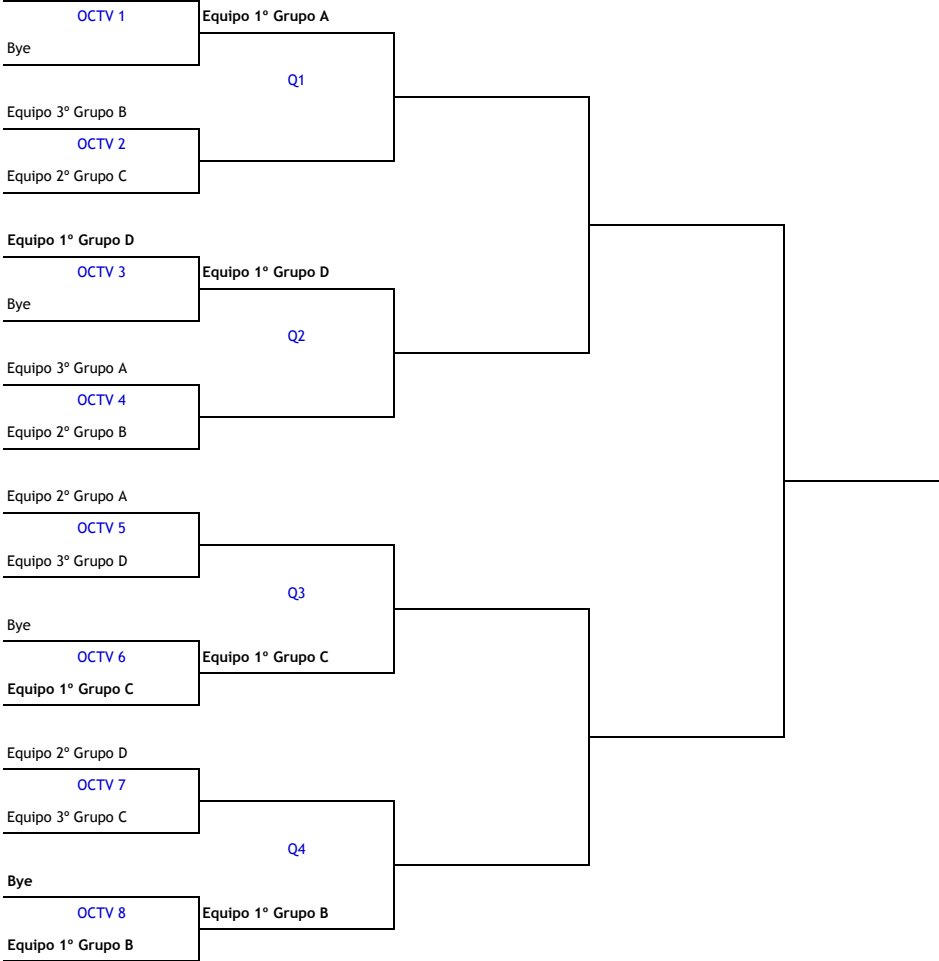 OCTV 1
Equipo 1º Grupo A
Bye
Q1
Equipo 3º Grupo B
OCTV 2
Equipo 2º Grupo C
Equipo 1º Grupo D
OCTV 3
Equipo 1º Grupo D
Bye
Q2
Equipo 3º Grupo A
OCTV 4
Equipo 2º Grupo B
Equipo 2º Grupo A
OCTV 5
Equipo 3º Grupo D
Q3
Bye
OCTV 6
Equipo 1º Grupo C
Equipo 1º Grupo C
Equipo 2º Grupo D
OCTV 7
Equipo 3º Grupo C
Q4
Bye
OCTV 8
Equipo 1º Grupo B
Equipo 1º Grupo B